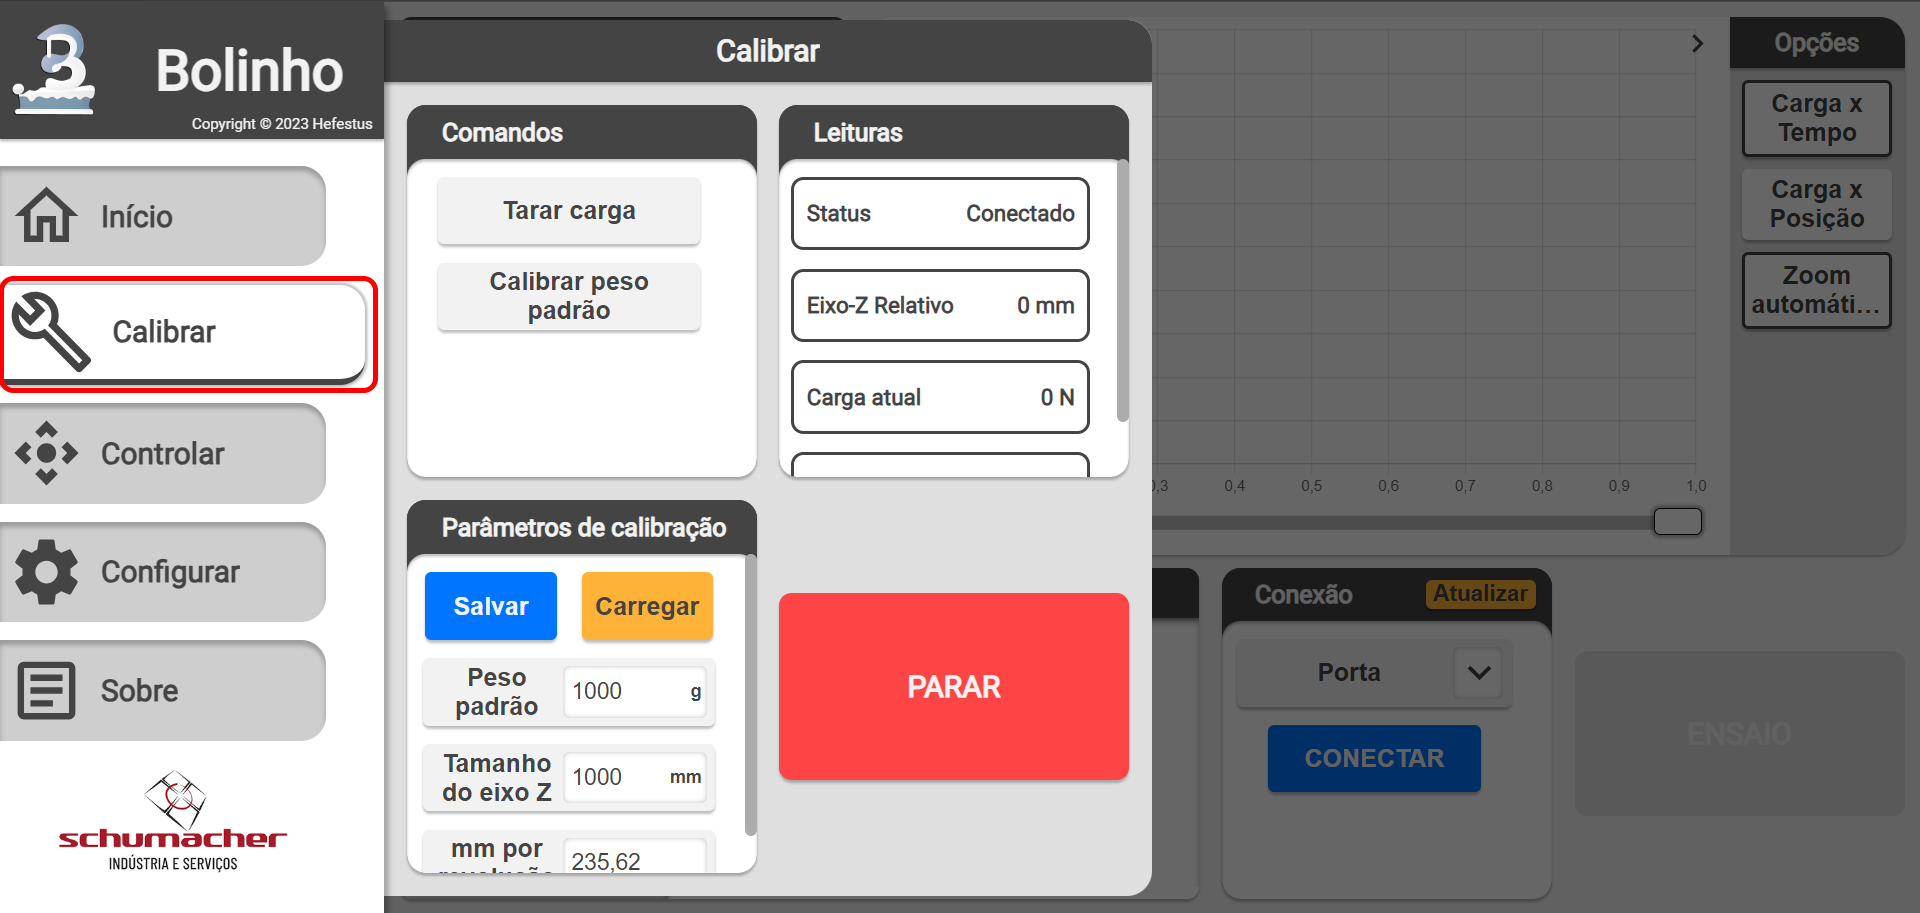 Bolinho
Copyright © 2023 Hefestus
Início
Calibrar
Controlar
Configurar
Sobre
schumacher
INDÚSTRIA E SERVIÇOS
Calibrar
Comandos
Tarar carga
Calibrar peso
padrão
Leituras
Status Conectado
Eixo-Z Relativo 0 mm
Carga atual 0 N
Parâmetros de calibração
Salvar Carregar
Peso
padrão 1000 g
Tamanho
do eixo Z 1000 mm
mm por
revolução 235,62
PARAR
0,3 0,4 0,5 0,6 0,7 0,8 0,9 1,0
Opções
Carga x
Tempo
Carga x
Posição
Zoom
automáti...
Conexão Atualizar
Porta
CONECTAR
ENSAIO